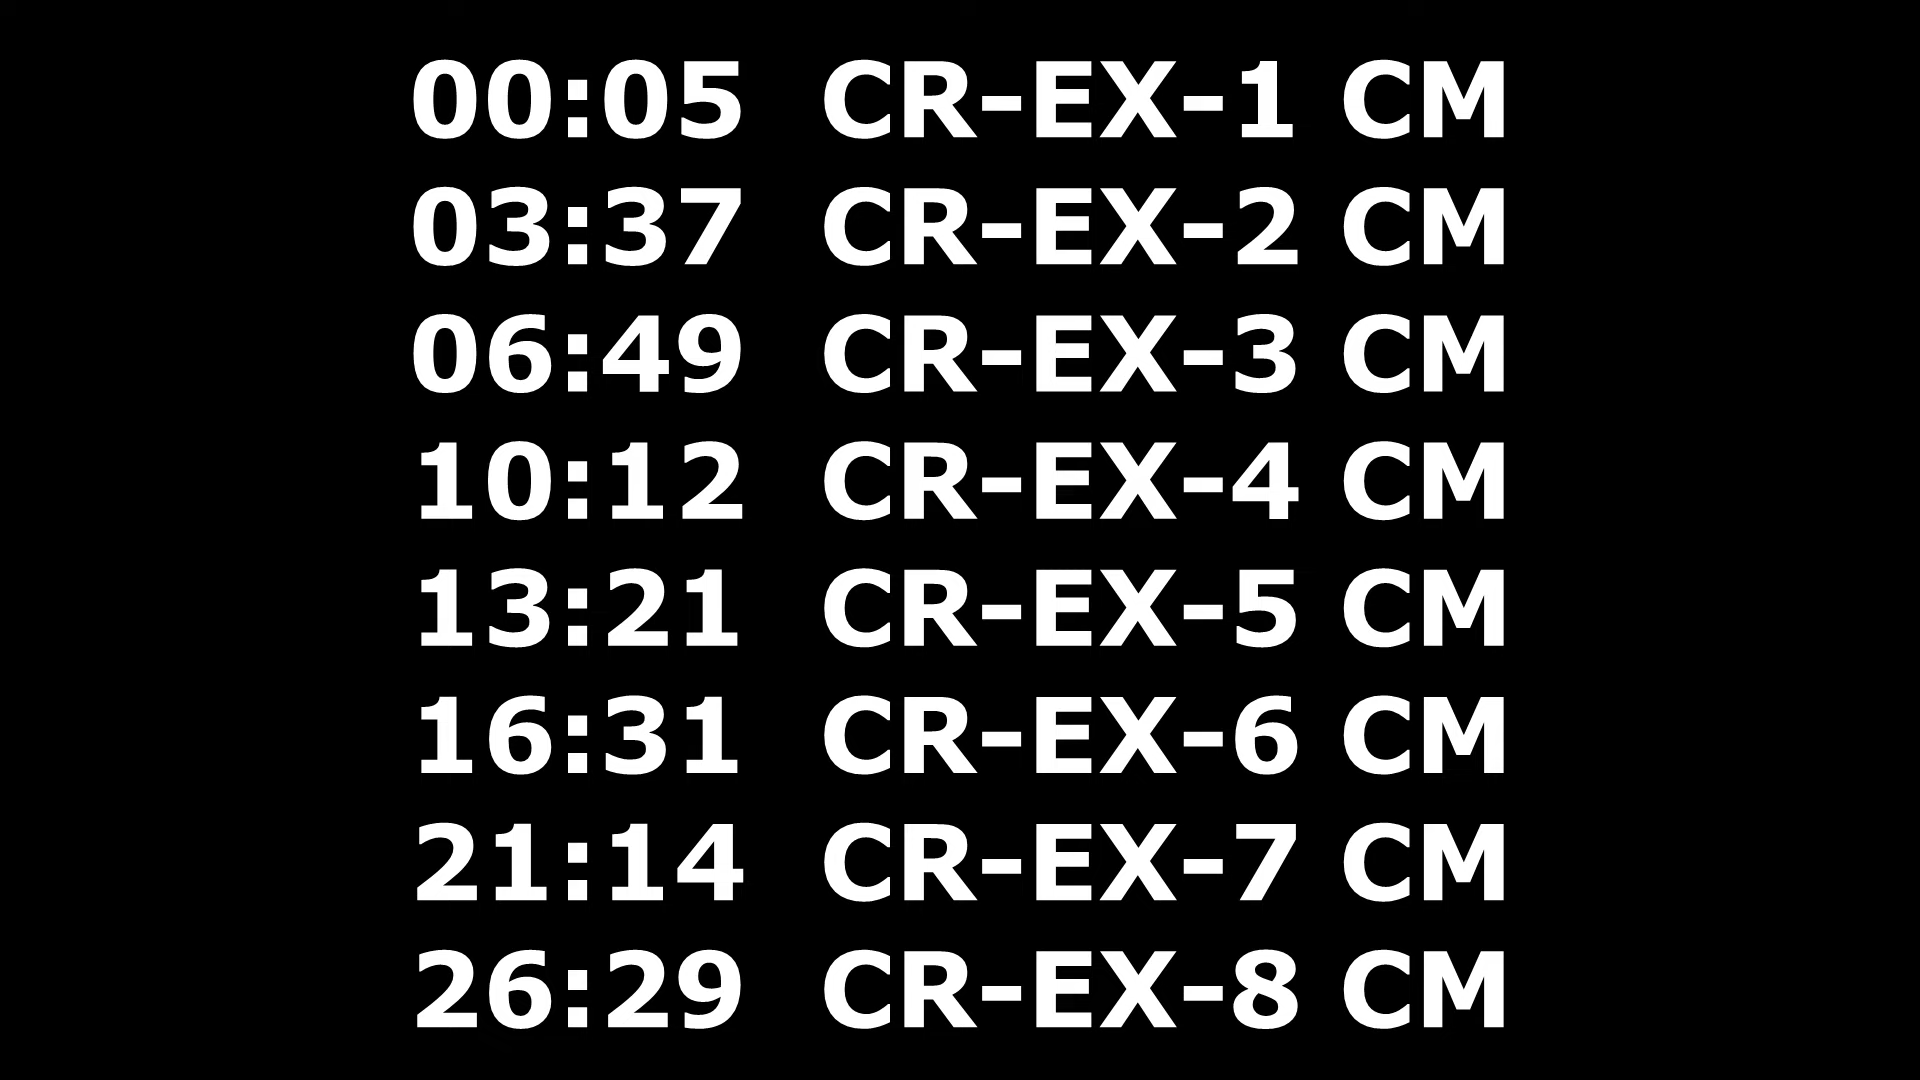 00:05 CR-EX-1 CM
03:37 CR-EX-2 CM
06:49 CR-EX-3 CM
10:12 CR-EX-4 CM
13:21 CR-EX-5 CM
16:31 CR-EX-6 CM
21:14 CR-EX-7 CM
26:29 CR-EX-8 CM